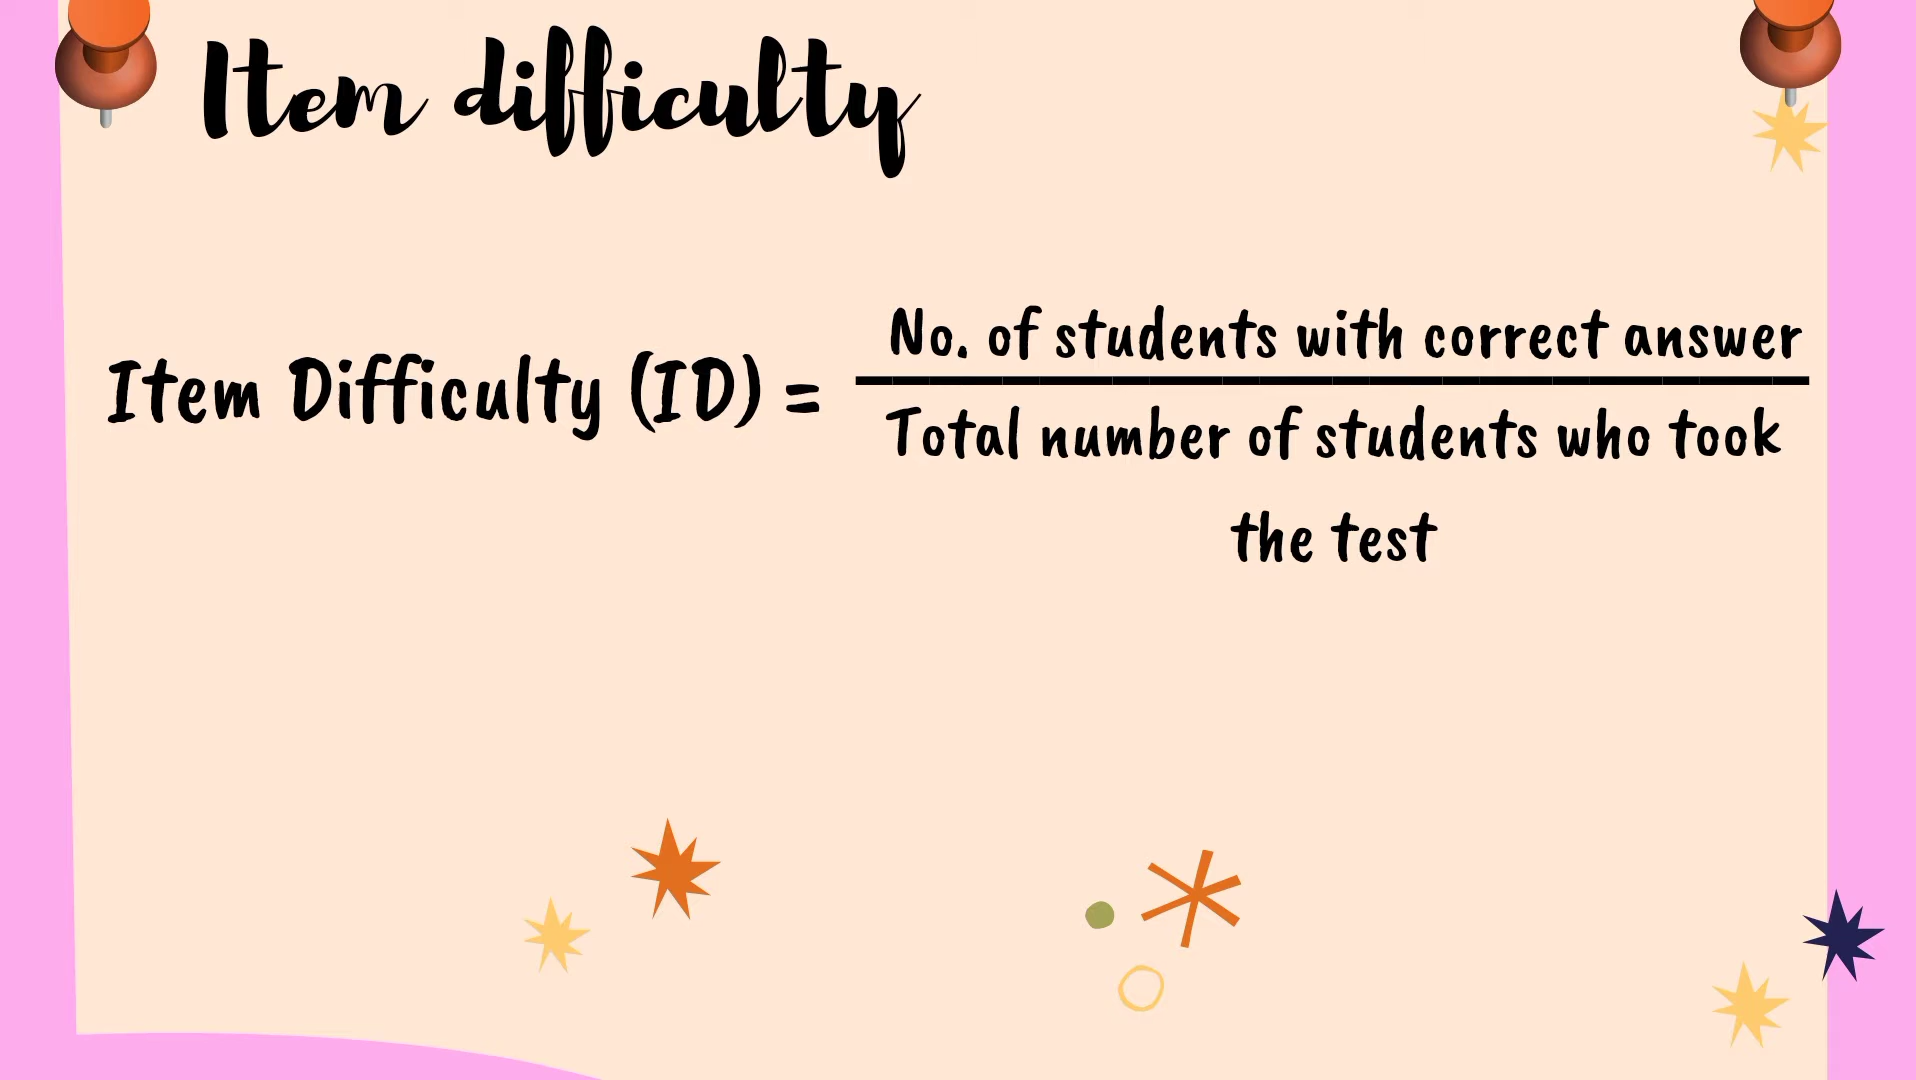 Item difficulty
Item Difficulty (ID) =
No. of students with correct answer
Total number of students who took
the test